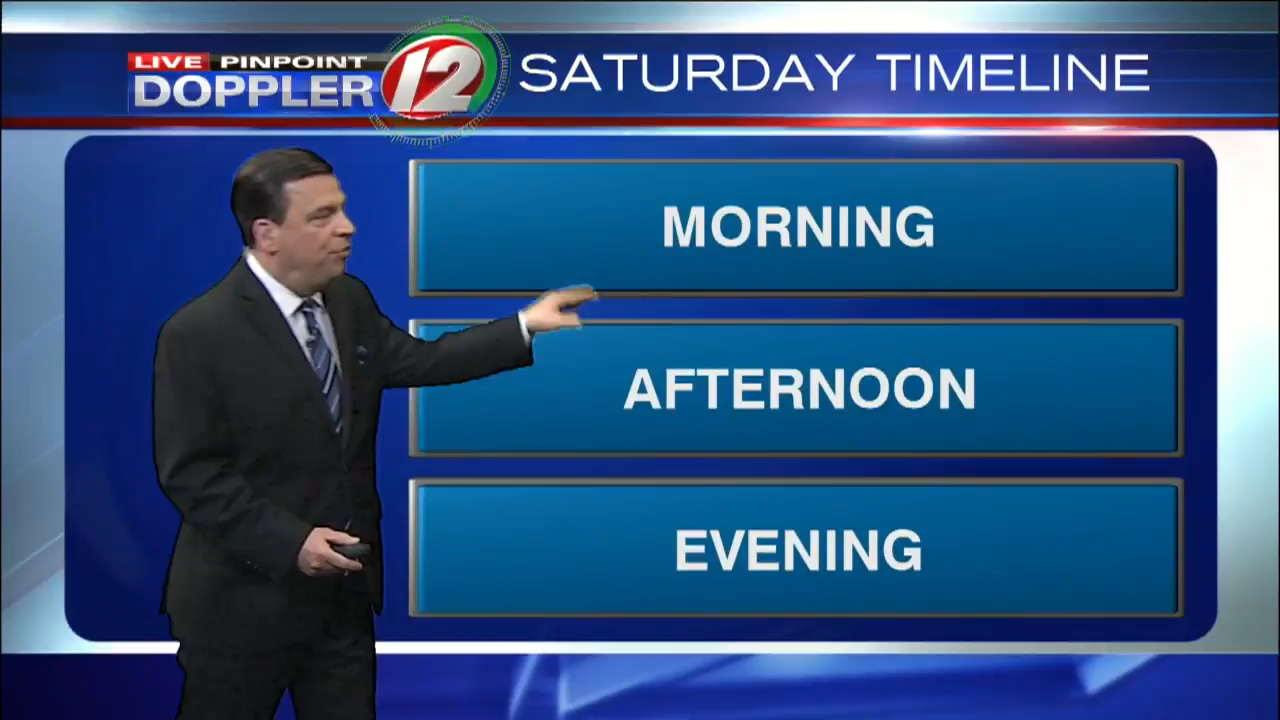 LIVE PINPOINT
DOPPLER 12
SATURDAY TIMELINE
MORNING
AFTERNOON
EVENING